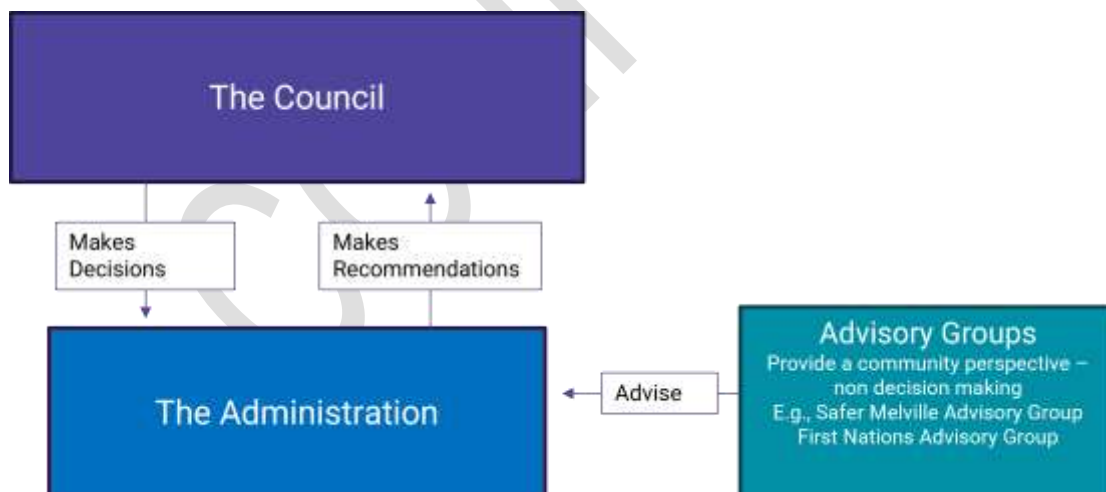 The Council
Makes
Decisions
Makes
Recommendations
The Administration
Advise
Advisory Groups
Provide a community perspective –
non decision making
E.g., Safer Melville Advisory Group
First Nations Advisory Group